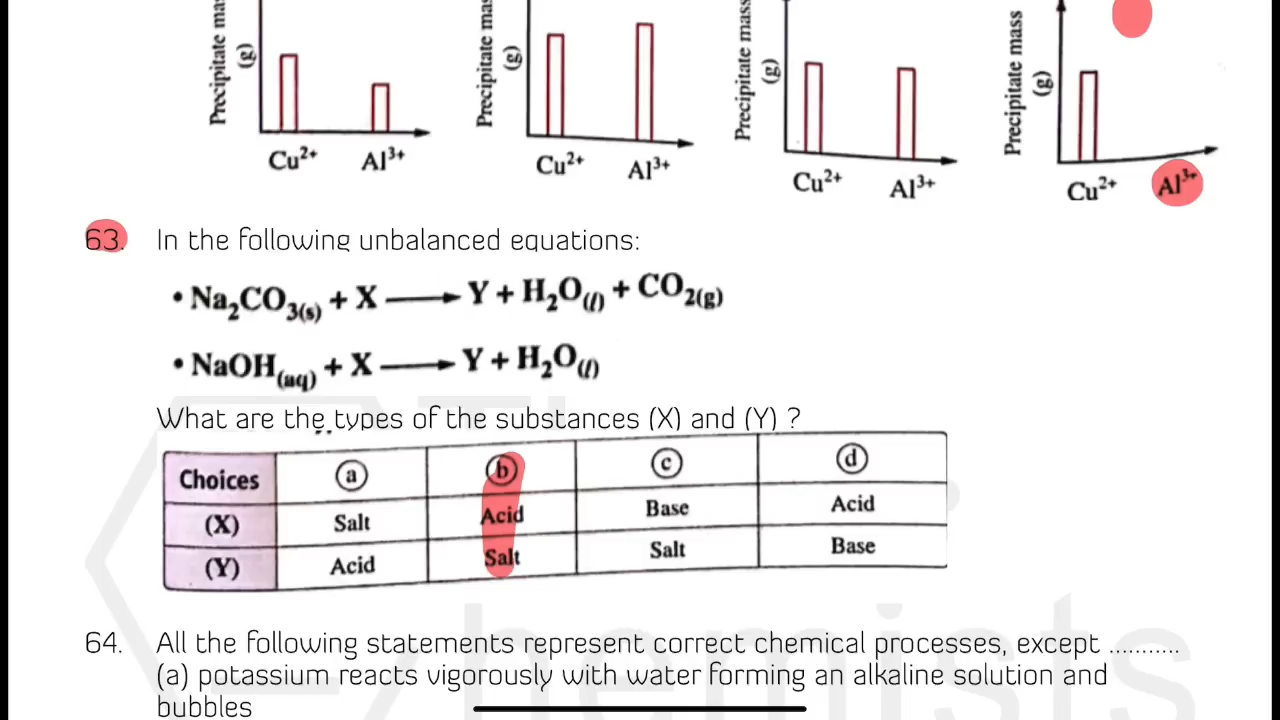 Precipitate mas
(g)
Cu²⁺ Al³⁺
Precipitate mas
(g)
Cu²⁺ Al³⁺
Precipitate mass
(g)
Cu²⁺ Al³⁺
Precipitate mass
(g)
Cu²⁺ Al³⁺
63. In the following unbalanced equations:
• Na₂CO₃(s) + X ⟶ Y + H₂O(l) + CO₂(g)
• NaOH(aq) + X ⟶ Y + H₂O(l)
What are the types of the substances (X) and (Y) ?
Choices ⓐ ⓑ ⓒ ⓓ
(X) Salt Acid Base Acid
(Y) Acid Salt Salt Base
64. All the following statements represent correct chemical processes, except ...........
(a) potassium reacts vigorously with water forming an alkaline solution and
bubbles